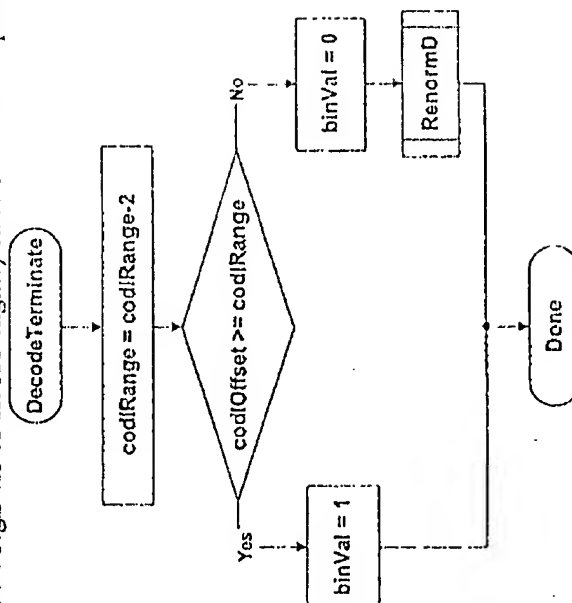 DecodeTerminate
codIRange = codIRange-2
codIOffset >= codIRange
Yes
No
binVal = 1
binVal = 0
RenormD
Done